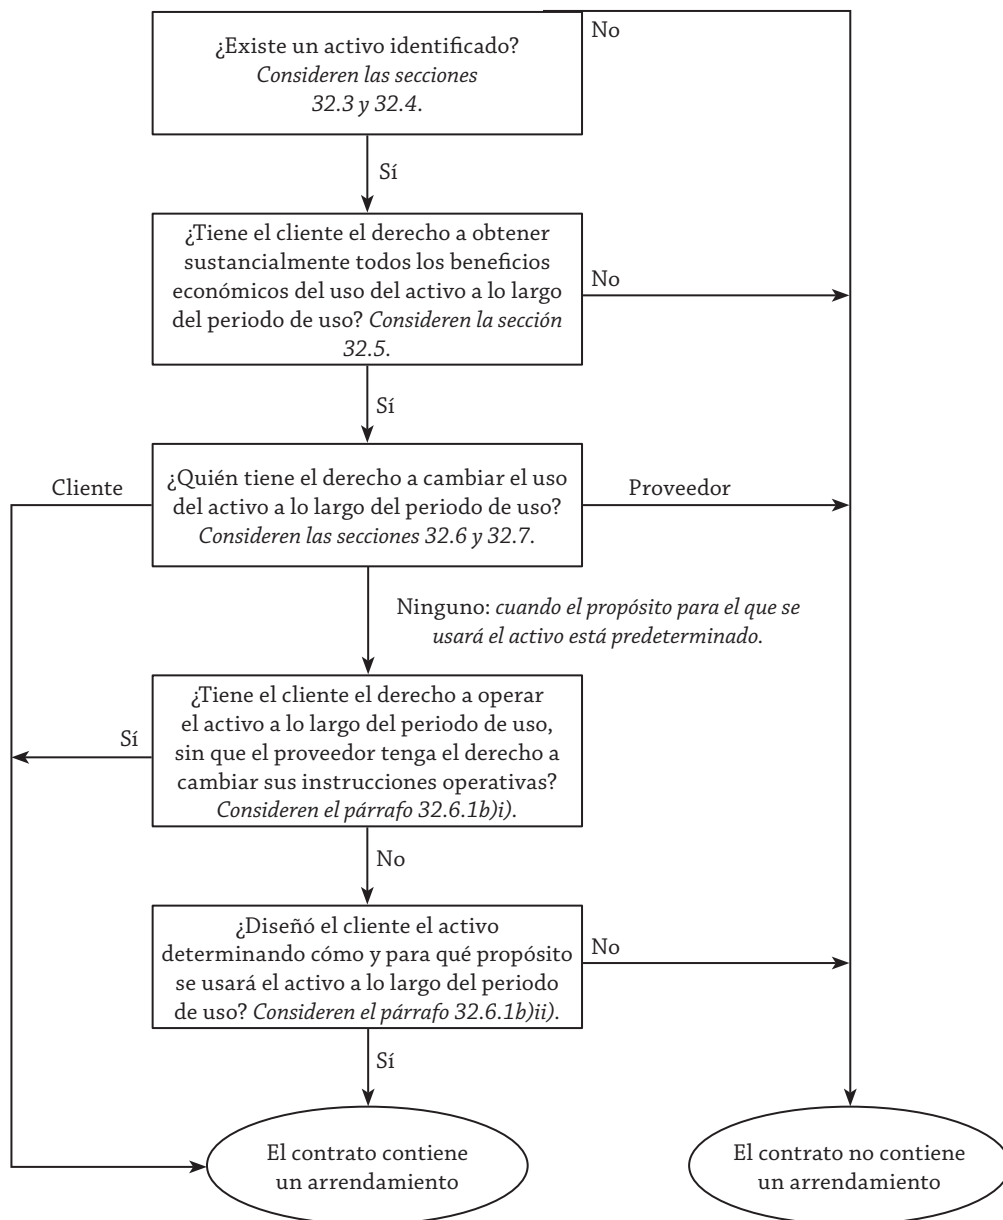 ¿Existe un activo identificado?
Consideren las secciones
32.3 y 32.4.
No
Sí
¿Tiene el cliente el derecho a obtener
sustancialmente todos los beneficios
económicos del uso del activo a lo largo
del periodo de uso? Consideren la sección
32.5.
No
Sí
Cliente
¿Quién tiene el derecho a cambiar el uso
del activo a lo largo del periodo de uso?
Consideren las secciones 32.6 y 32.7.
Proveedor
Ninguno: cuando el propósito para el que se
usará el activo está predeterminado.
¿Tiene el cliente el derecho a operar
el activo a lo largo del periodo de uso,
sin que el proveedor tenga el derecho a
cambiar sus instrucciones operativas?
Consideren el párrafo 32.6.1b)i).
Sí
No
¿Diseñó el cliente el activo
determinando cómo y para qué propósito
se usará el activo a lo largo del periodo
de uso? Consideren el párrafo 32.6.1b)ii).
No
Sí
El contrato contiene
un arrendamiento
El contrato no contiene
un arrendamiento